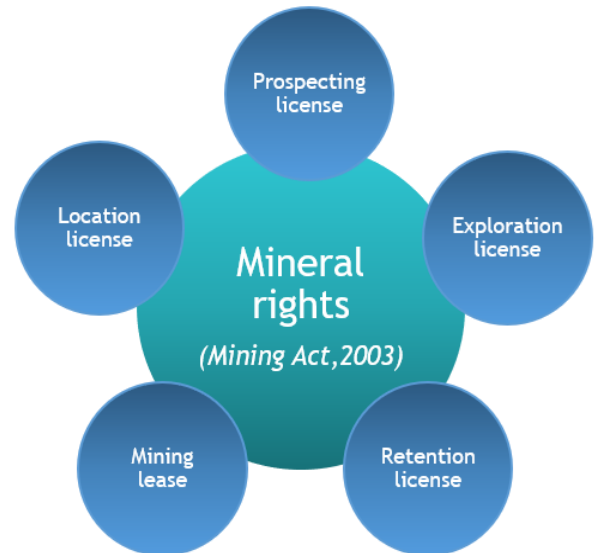 Prospecting
license
Location
license
Exploration
license
Mineral
rights
(Mining Act,2003)
Mining
lease
Retention
license